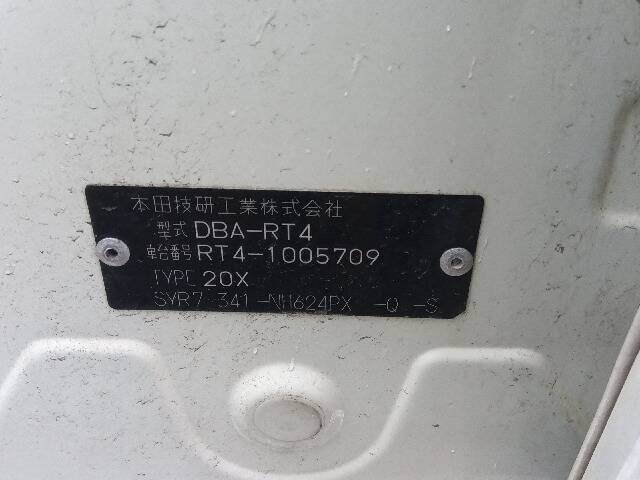 本田技研工業株式会社
型式 DBA-RT4
車台番号 RT4-1005709
TYPE 20X
SYR7 341 -NH624PX -Q -S